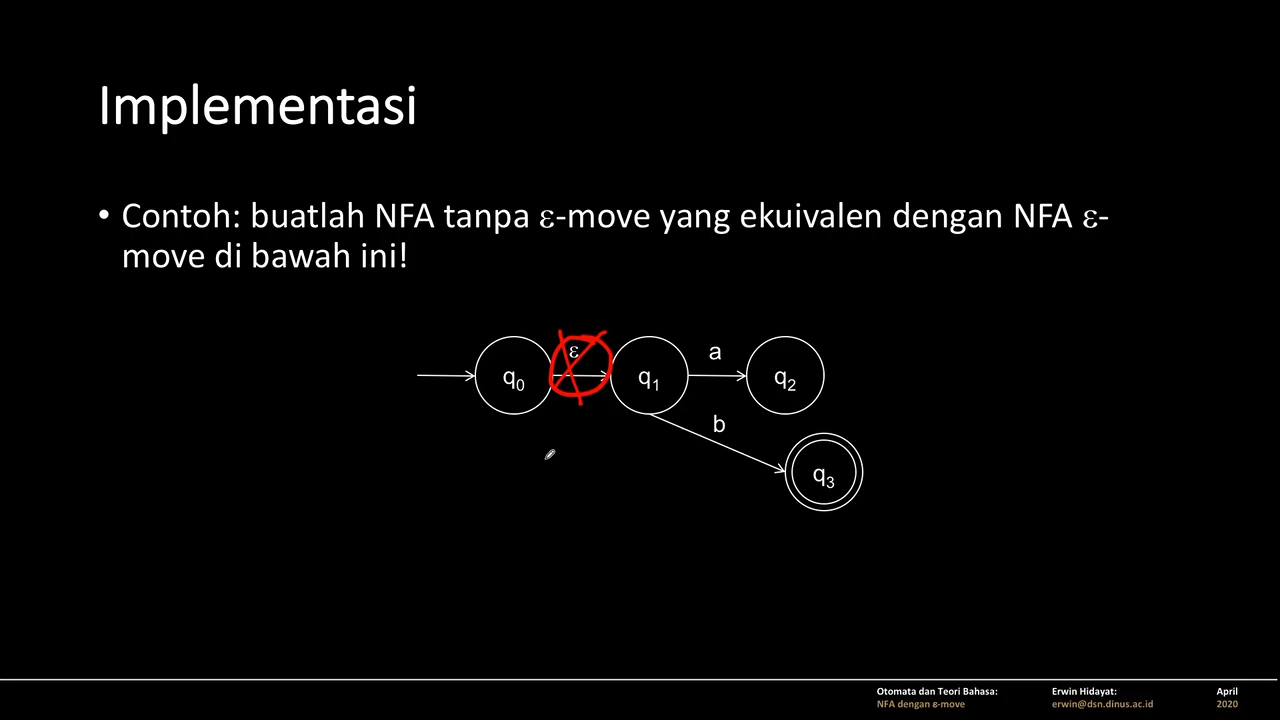 Implementasi
• Contoh: buatlah NFA tanpa ε-move yang ekuivalen dengan NFA ε-
move di bawah ini!
ε
a
q0
q1
q2
b
q3
Otomata dan Teori Bahasa: Erwin Hidayat: April
NFA dengan ε-move erwin@dsn.dinus.ac.id 2020